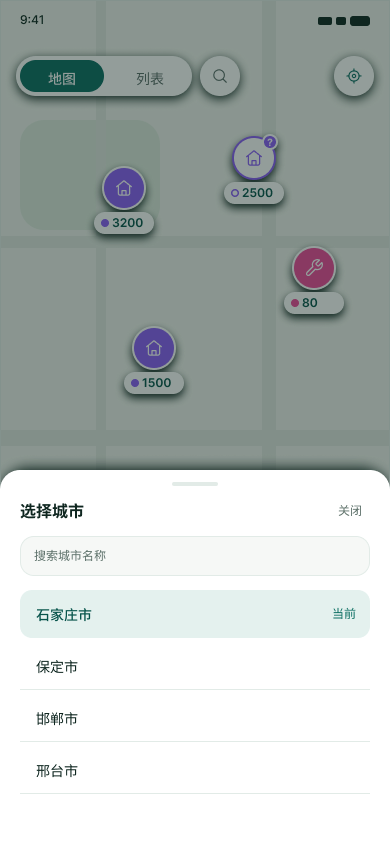 9:41
地图
列表
?
2500
3200
80
1500
选择城市
关闭
搜索城市名称
石家庄市
当前
保定市
邯郸市
邢台市